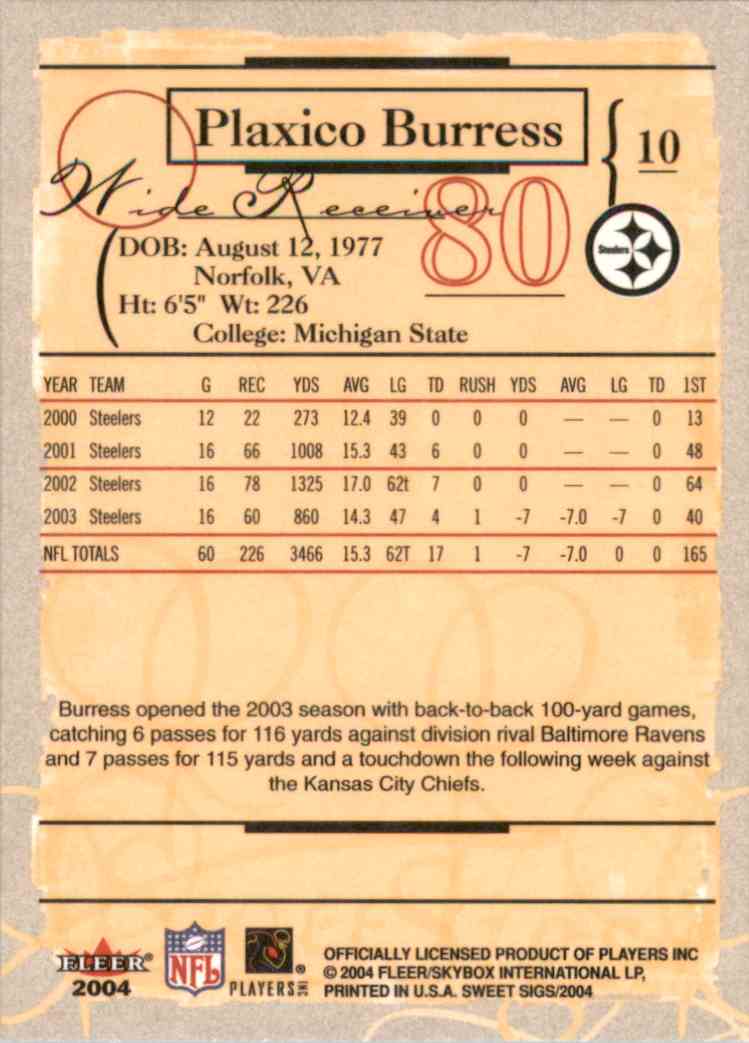 Plaxico Burress
10
Wide Receiver
80
Steelers
DOB: August 12, 1977
Norfolk, VA
Ht: 6'5" Wt: 226
College: Michigan State
YEAR TEAM G REC YDS AVG LG TD RUSH YDS AVG LG TD 1ST
2000 Steelers 12 22 273 12.4 39 0 0 0 — — 0 13
2001 Steelers 16 66 1008 15.3 43 6 0 0 — — 0 48
2002 Steelers 16 78 1325 17.0 62t 7 0 0 — — 0 64
2003 Steelers 16 60 860 14.3 47 4 1 -7 -7.0 -7 0 40
NFL TOTALS 60 226 3466 15.3 62T 17 1 -7 -7.0 0 0 165
Burress opened the 2003 season with back-to-back 100-yard games,
catching 6 passes for 116 yards against division rival Baltimore Ravens
and 7 passes for 115 yards and a touchdown the following week against
the Kansas City Chiefs.
FLEER®
2004
NFL
®
PLAYERS INC
OFFICIALLY LICENSED PRODUCT OF PLAYERS INC
© 2004 FLEER/SKYBOX INTERNATIONAL LP,
PRINTED IN U.S.A. SWEET SIGS/2004